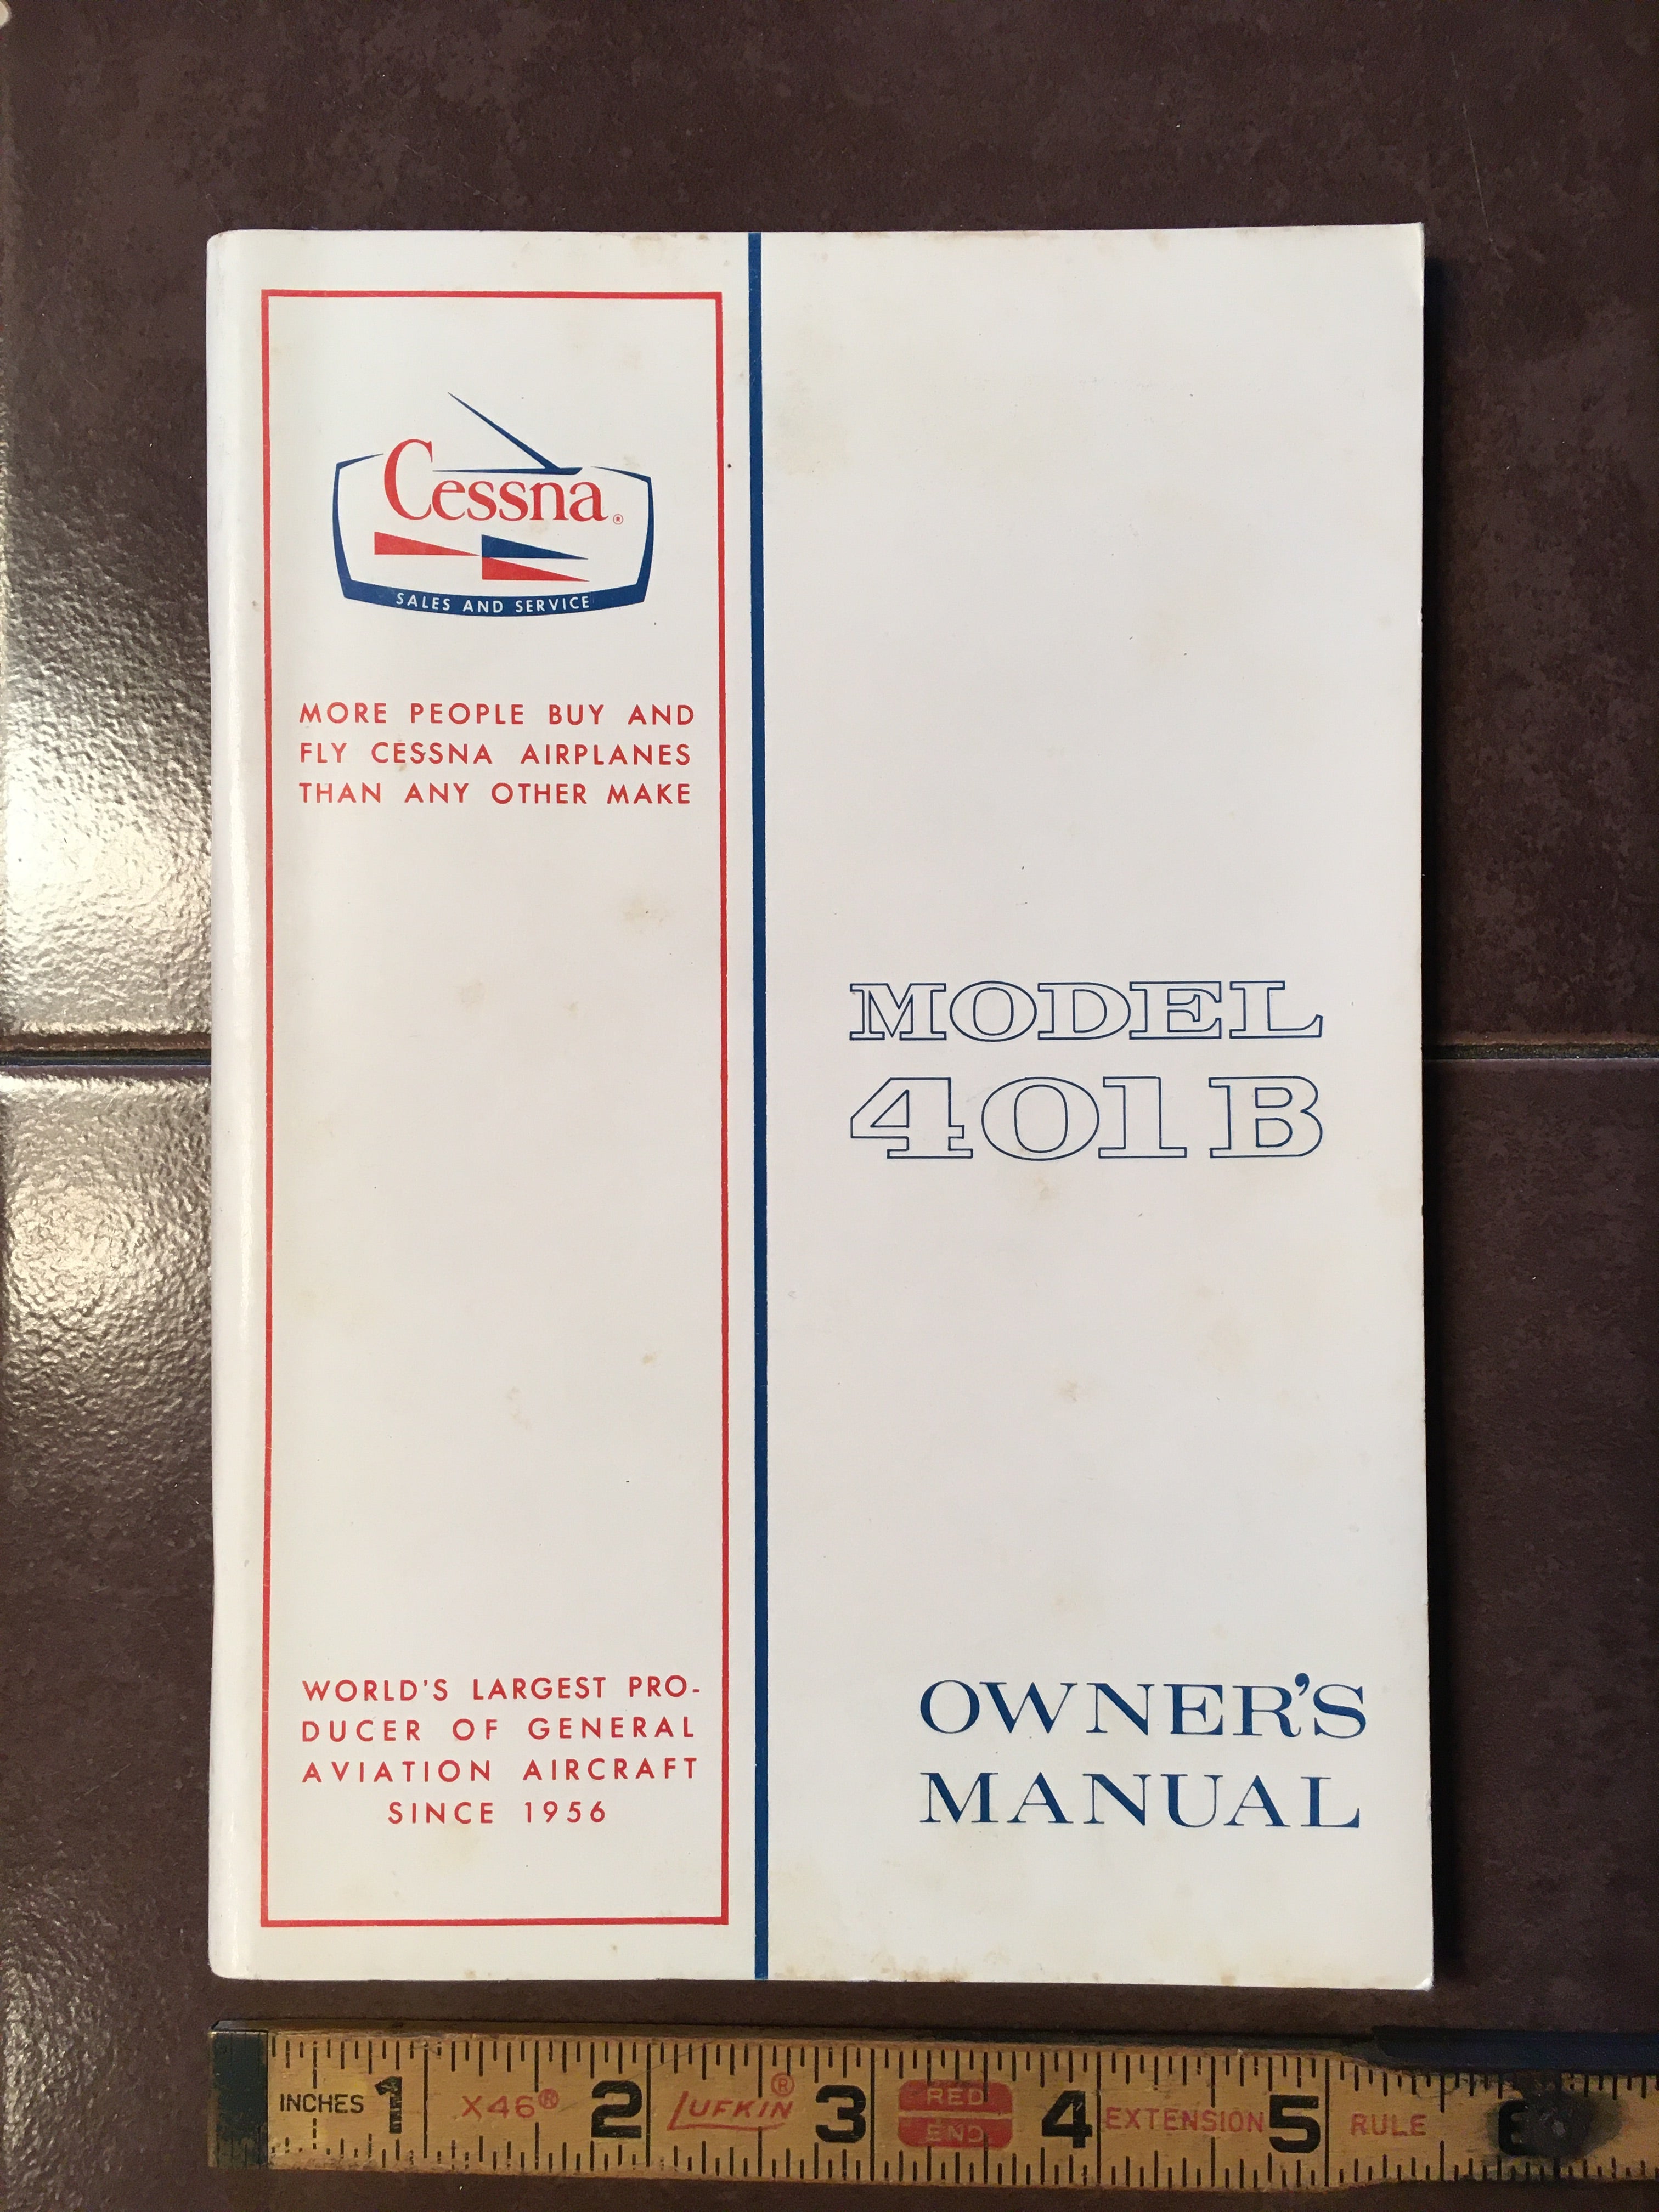 Cessna®
SALES AND SERVICE
MORE PEOPLE BUY AND
FLY CESSNA AIRPLANES
THAN ANY OTHER MAKE
MODEL
401B
WORLD'S LARGEST PRO-
DUCER OF GENERAL
AVIATION AIRCRAFT
SINCE 1956
OWNER'S
MANUAL
INCHES 1 X46® 2 LUFKIN® 3 RED END 4 EXTENSION 5 RULE